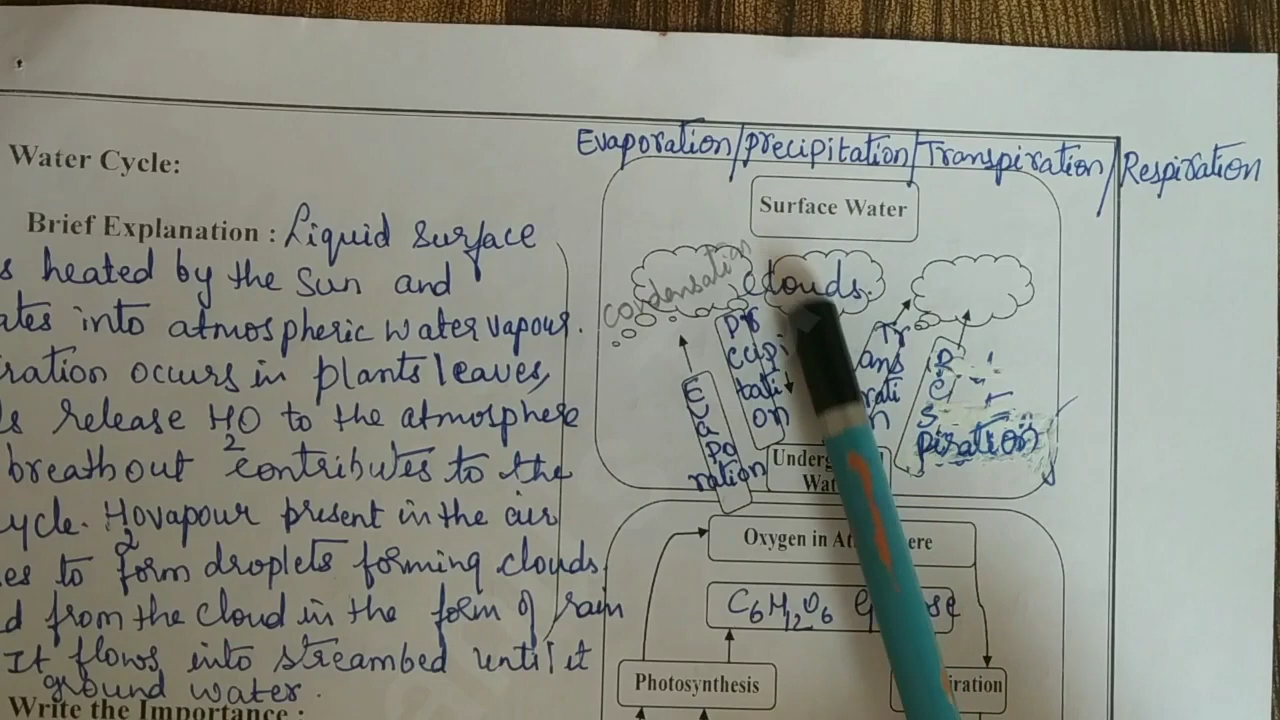 Evaporation/precipitation/Transpiration/Respiration
Water Cycle:
Brief Explanation : Liquid surface
s heated by the sun and
ates into atmospheric water vapour.
ration occurs in plants leaves,
ls release H2O to the atmosphere
breathout contributes to the
ycle. H2O vapour present in the air
es to form droplets forming clouds
d from the cloud in the form of rain
It flows into streambed until it
ground water.
Write the Importance :
Surface Water
condensation
clouds.
Evaporation
Oxygen in
C6H12O6
Photosynthesis